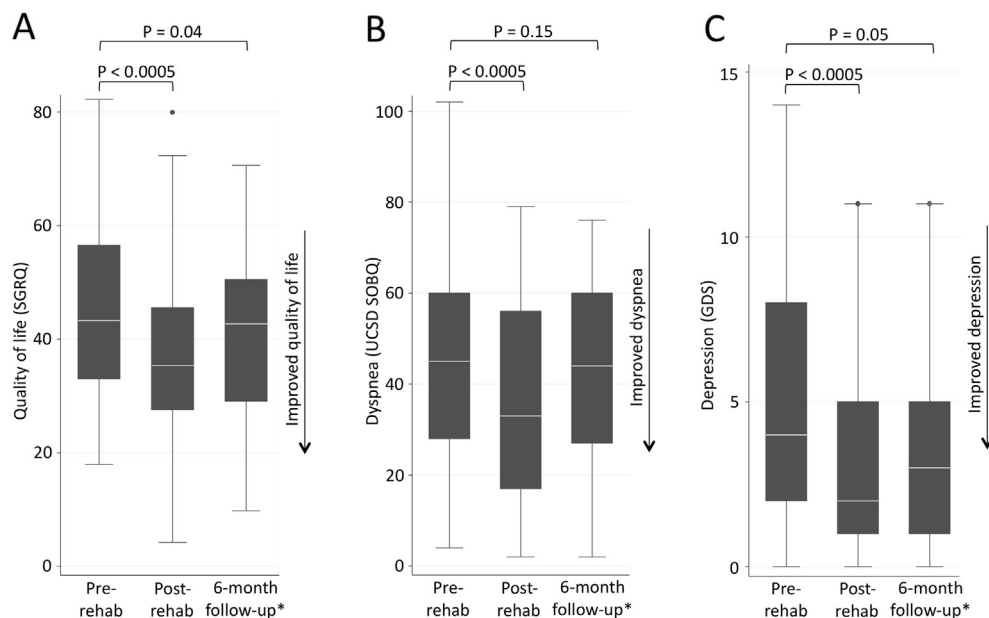 A
P = 0.04
P < 0.0005
80
60
40
20
0
Quality of life (SGRQ)
Improved quality of life
Pre-
rehab
Post-
rehab
6-month
follow-up*
B
P = 0.15
P < 0.0005
100
80
60
40
20
0
Dyspnea (UCSD SOBQ)
Improved dyspnea
Pre-
rehab
Post-
rehab
6-month
follow-up*
C
P = 0.05
P < 0.0005
15
10
5
0
Depression (GDS)
Improved depression
Pre-
rehab
Post-
rehab
6-month
follow-up*